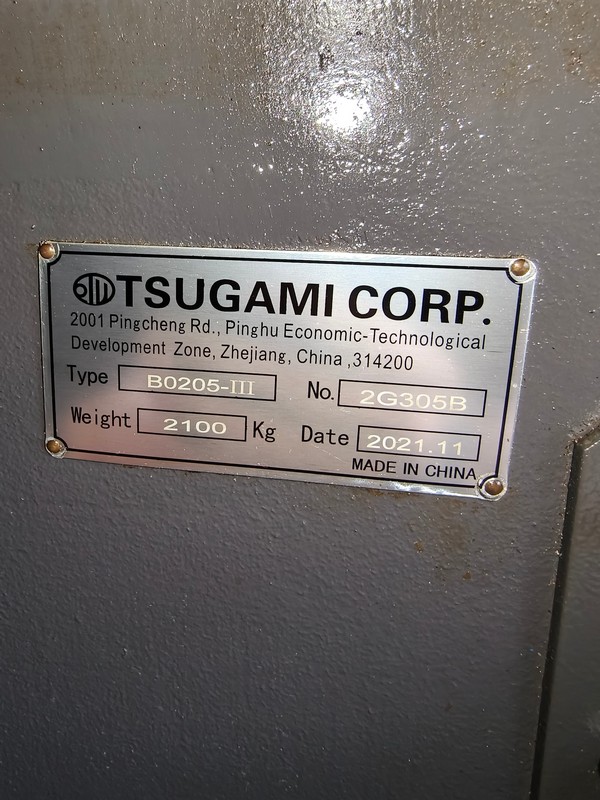 TSUGAMI CORP.
2001 Pingcheng Rd., Pinghu Economic-Technological
Development Zone, Zhejiang, China ,314200
Type B0205-III No. 2G305B
Weight 2100 Kg Date 2021.11
MADE IN CHINA